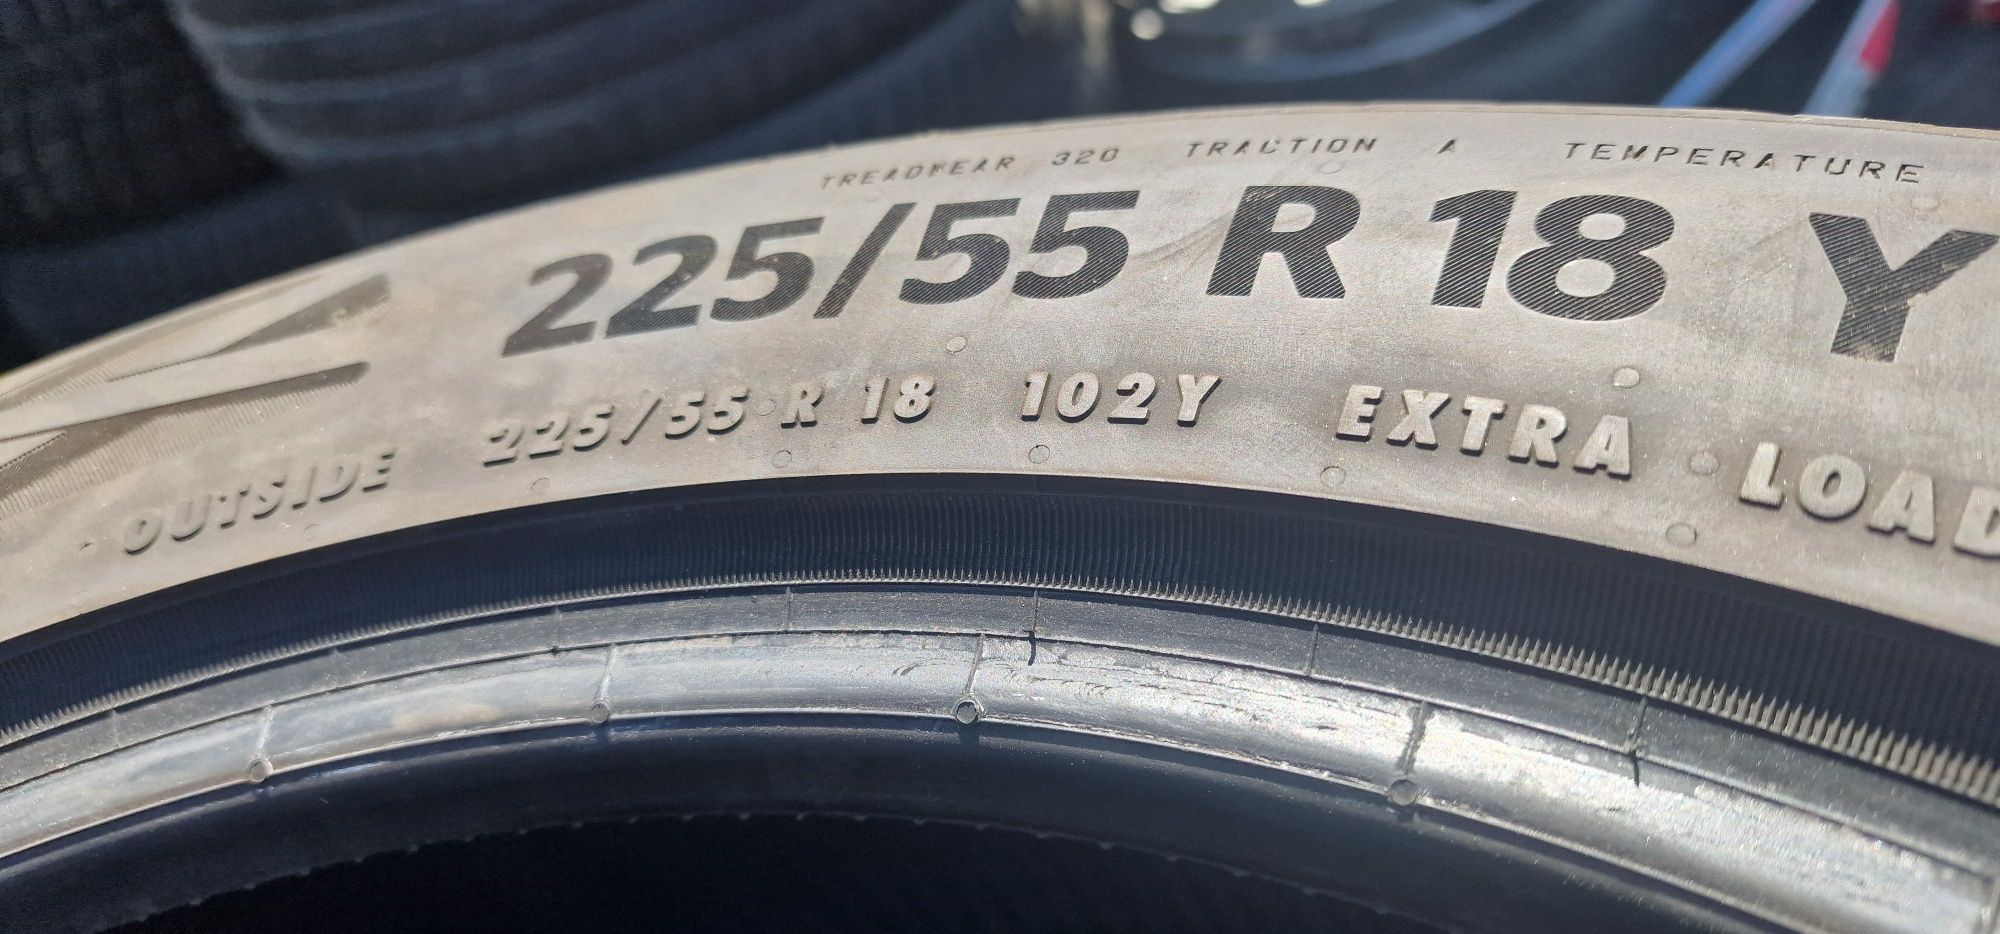 TREADWEAR 320 TRACTION A TEMPERATURE
225/55 R 18 Y
OUTSIDE 225/55 R 18 102Y EXTRA LOAD